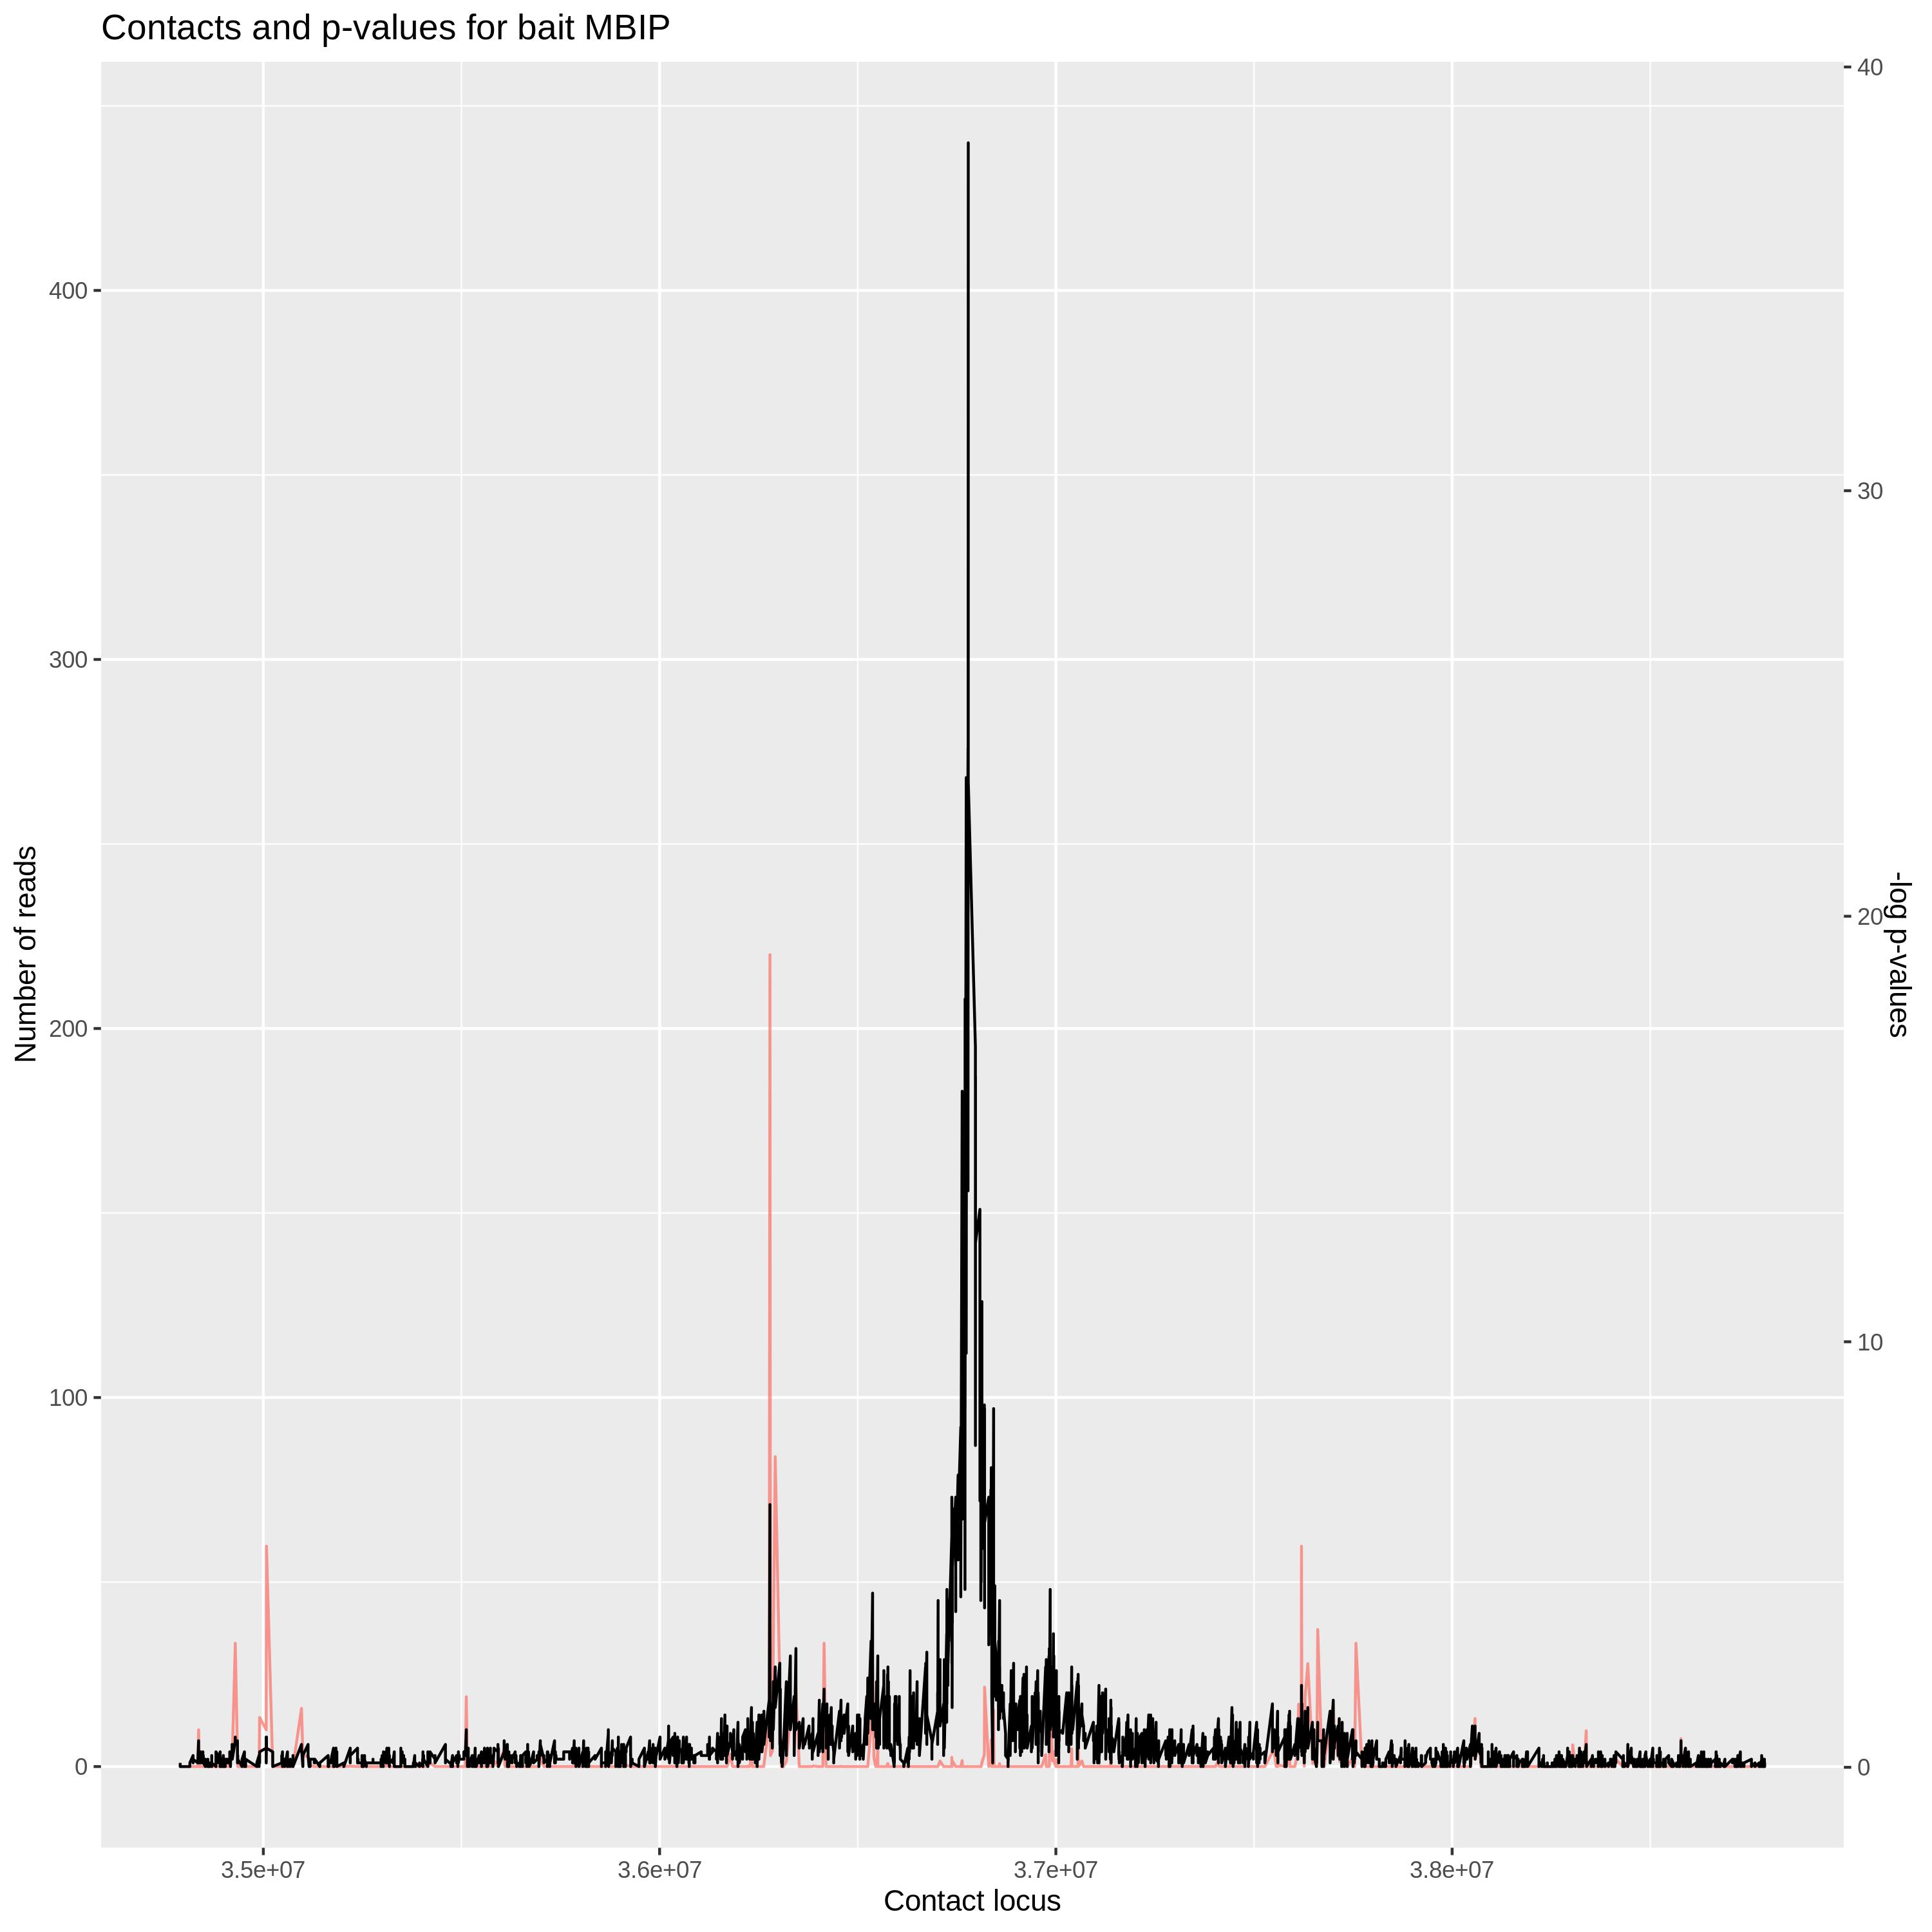 Contacts and p-values for bait MBIP
Number of reads
400
300
200
100
0
40
30
20
10
0
-log p-values
3.5e+07
3.6e+07
3.7e+07
3.8e+07
Contact locus